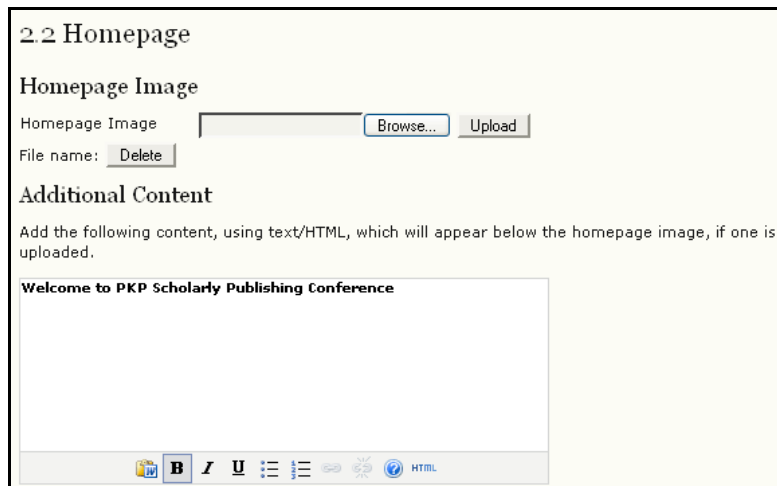 2.2 Homepage
Homepage Image
Homepage Image Browse... Upload
File name: Delete
Additional Content
Add the following content, using text/HTML, which will appear below the homepage image, if one is
uploaded.
Welcome to PKP Scholarly Publishing Conference
B I U HTML